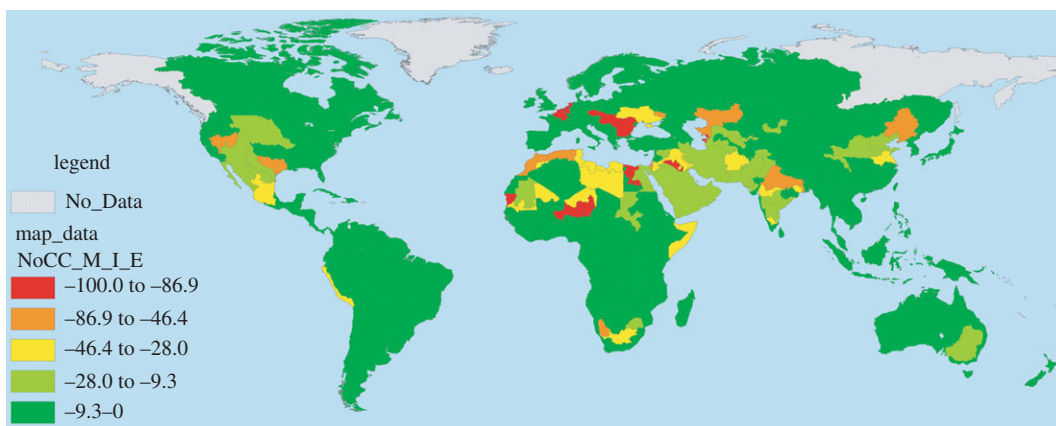 legend
No_Data
map_data
NoCC_M_I_E
–100.0 to –86.9
–86.9 to –46.4
–46.4 to –28.0
–28.0 to –9.3
–9.3–0